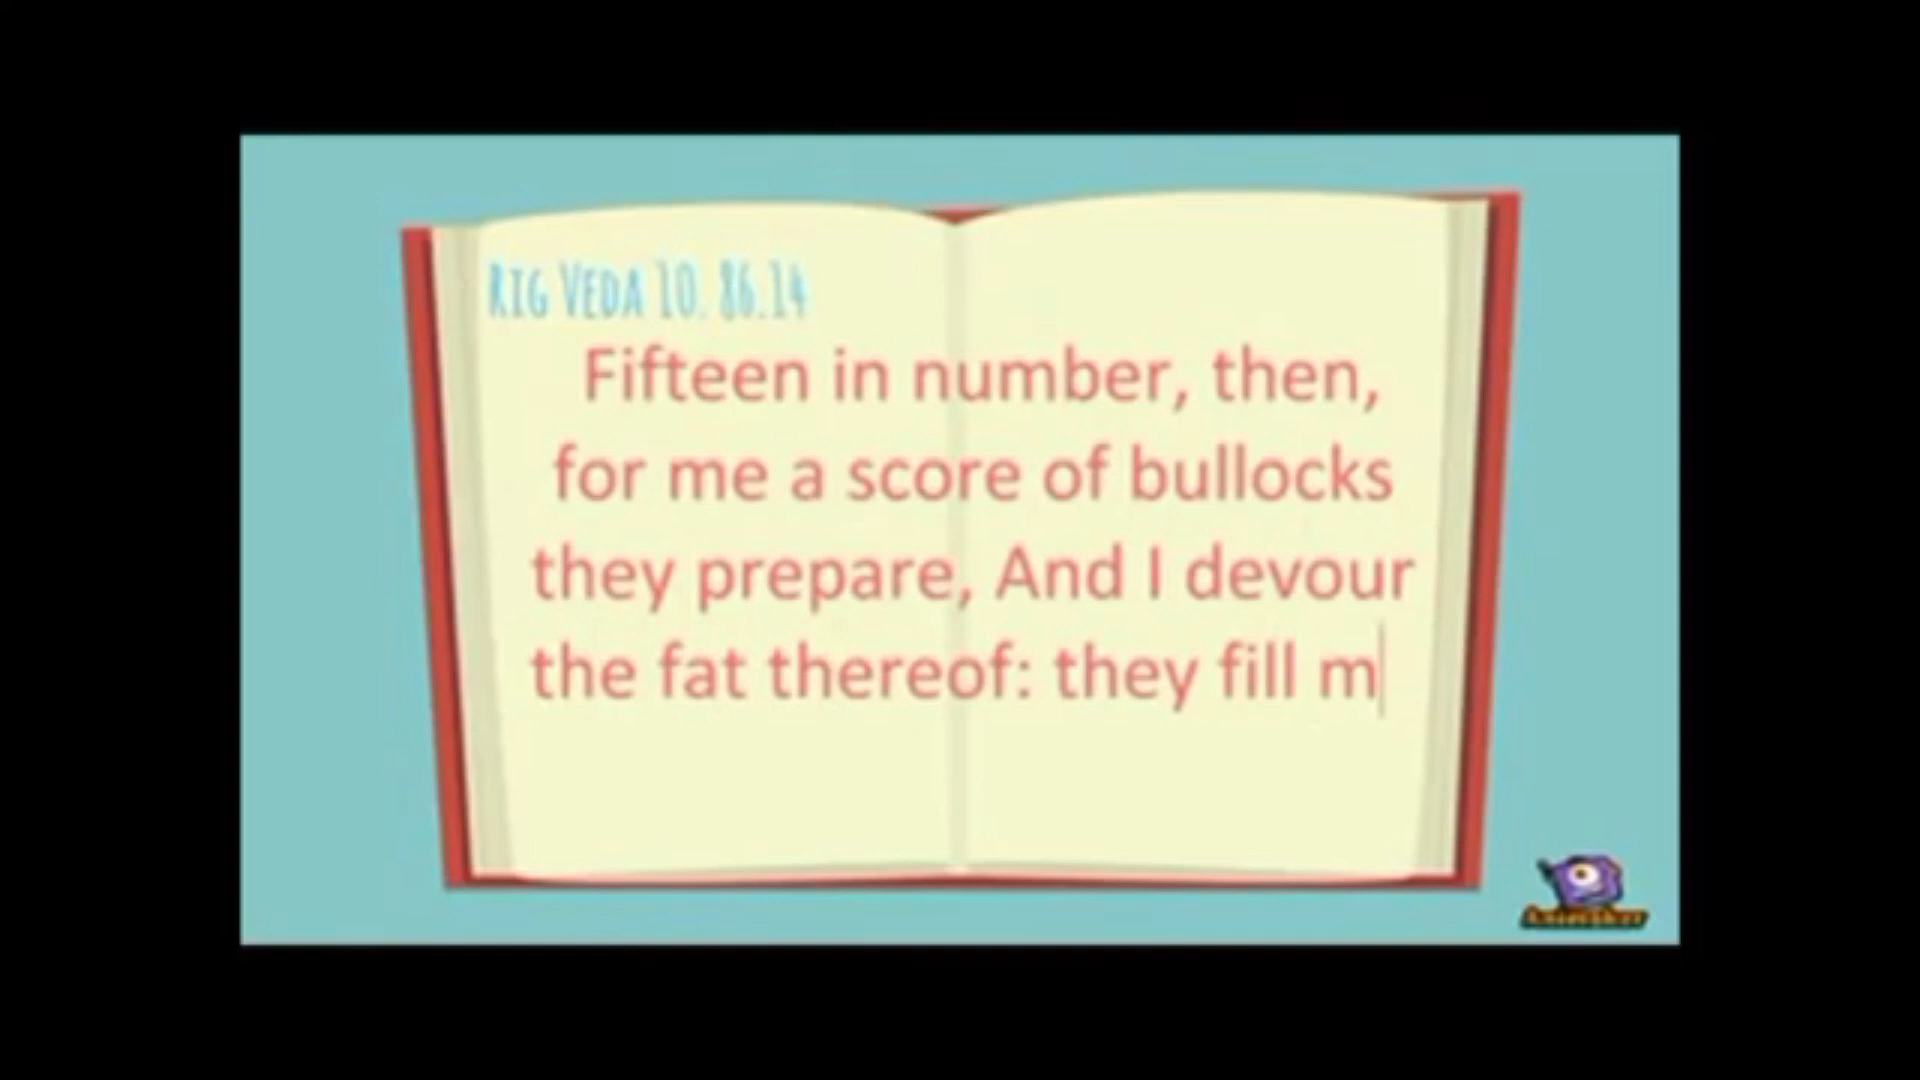 Rig Veda 10. 86.14
Fifteen in number, then,
for me a score of bullocks
they prepare, And I devour
the fat thereof: they fill m
Animaker